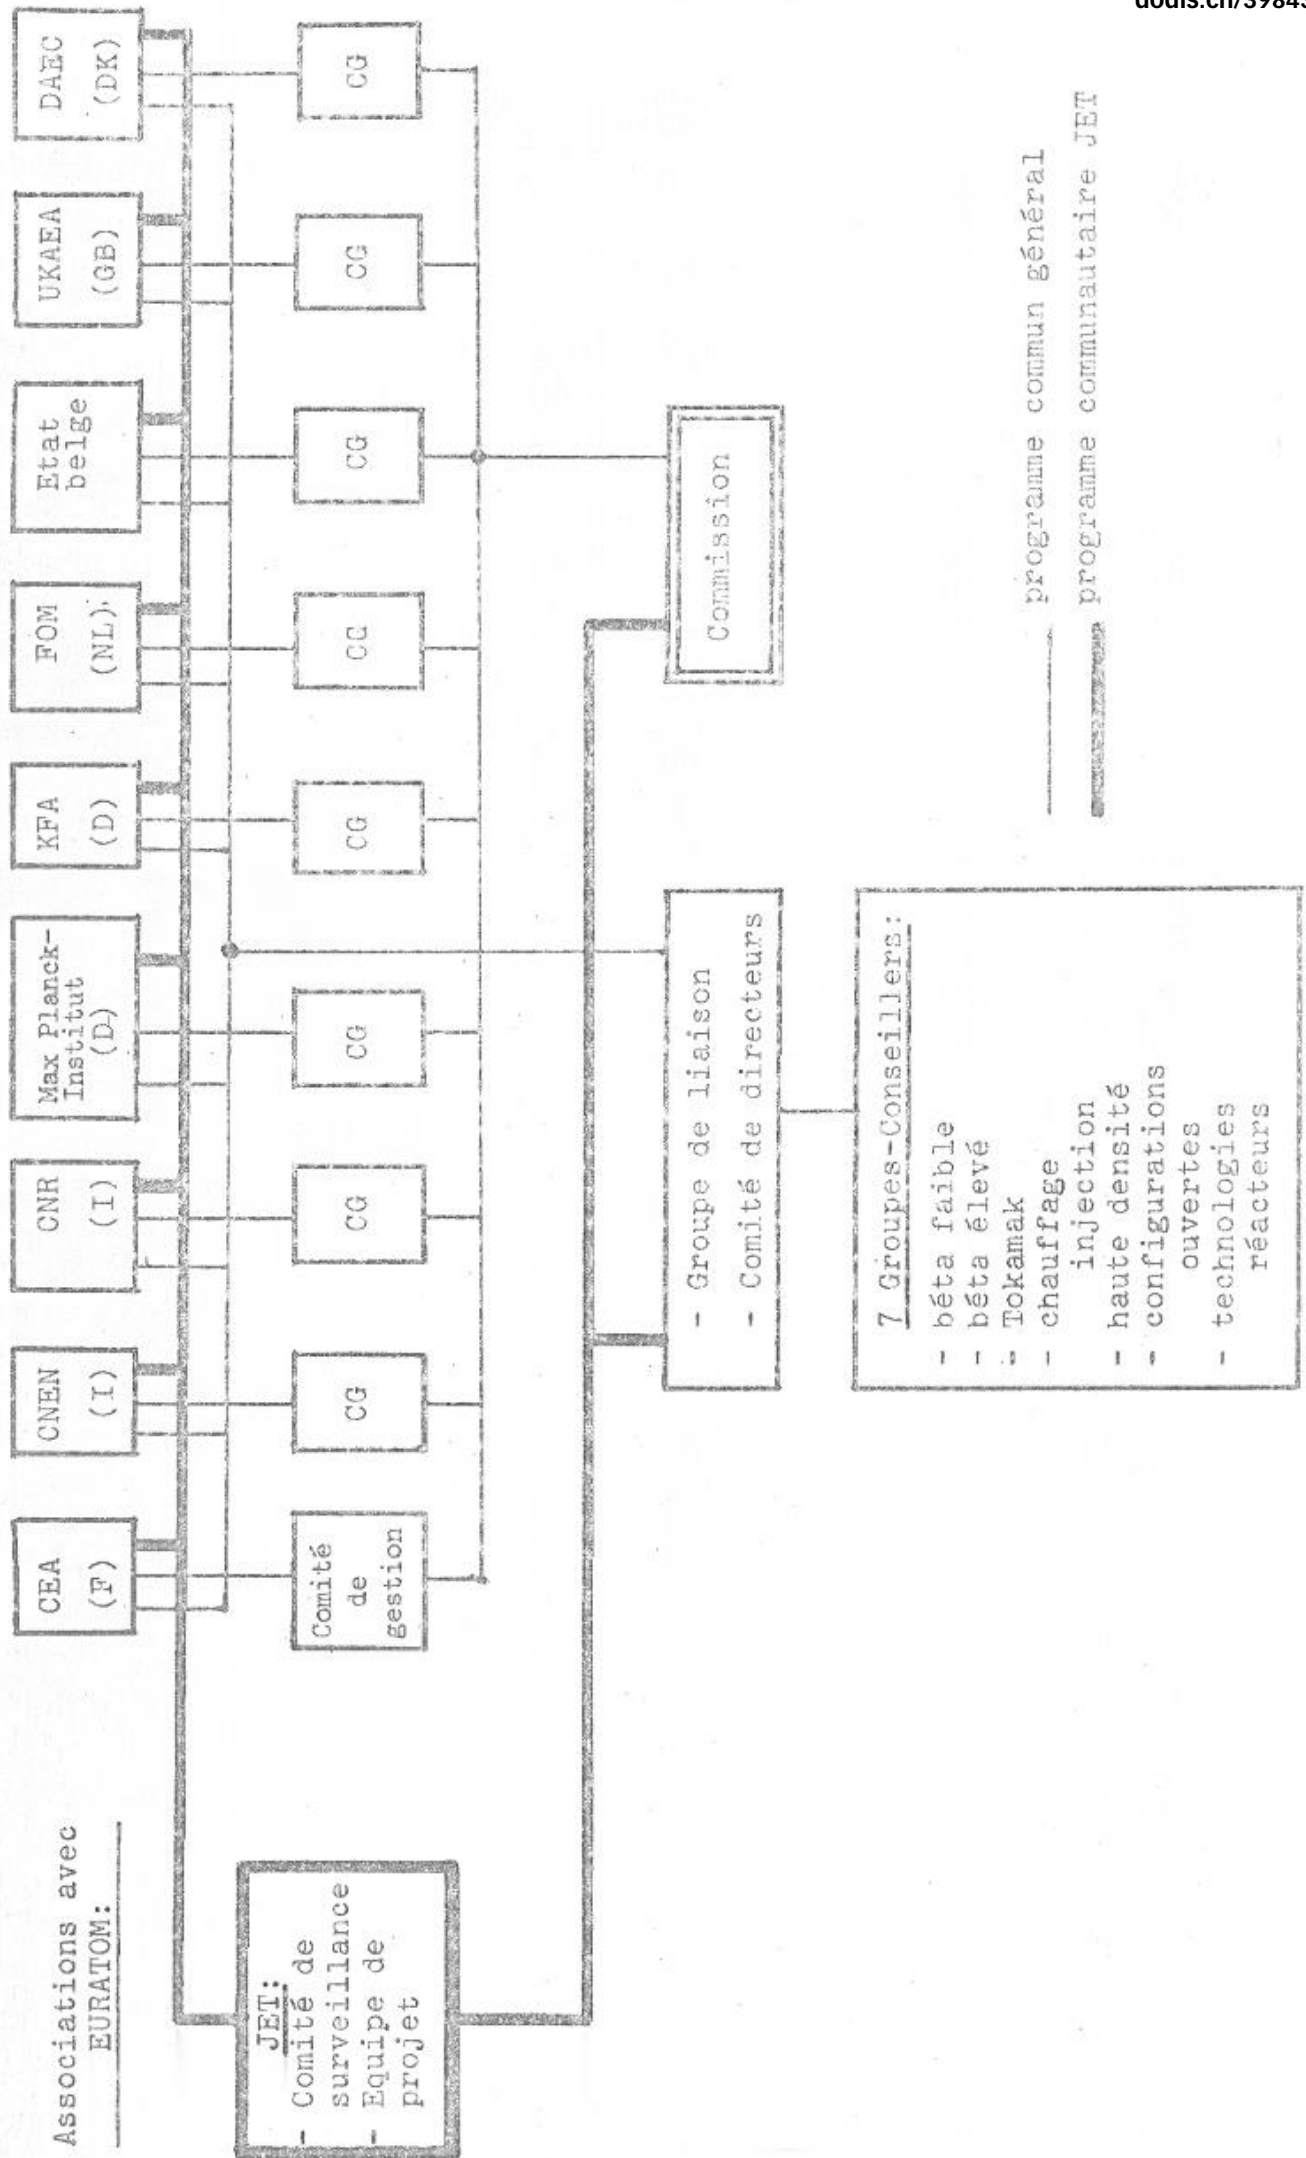 dodis.ch/3984
Associations avec
EURATOM:
CEA
(F)
CNEN
(I)
CNR
(I)
Max Planck-
Institut
(D)
KFA
(D)
FOM
(NL)
Etat
belge
UKAEA
(GB)
DAEC
(DK)
JET:
- Comité de
surveillance
- Equipe de
projet
Comité
de
gestion
CG
CG
CG
CG
CG
CG
CG
CG
- Groupe de liaison
- Comité de directeurs
Commission
7 Groupes-Conseillers:
- béta faible
- béta élevé
- Tokamak
- chauffage
injection
- haute densité
- configurations
ouvertes
- technologies
réacteurs
programme commun général
programme communautaire JET